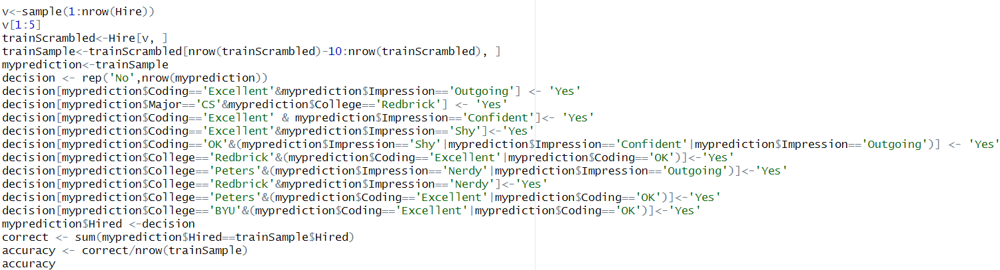 v<-sample(1:nrow(Hire))
v[1:5]
trainScrambled<-Hire[v, ]
trainSample<-trainScrambled[nrow(trainScrambled)-10:nrow(trainScrambled), ]
myprediction<-trainSample
decision <- rep('No',nrow(myprediction))
decision[myprediction$Coding=='Excellent'&myprediction$Impression=='Outgoing'] <- 'Yes'
decision[myprediction$Major=='CS'&myprediction$College=='Redbrick'] <- 'Yes'
decision[myprediction$Coding=='Excellent' & myprediction$Impression=='Confident']<- 'Yes'
decision[myprediction$Coding=='Excellent'&myprediction$Impression=='Shy']<-'Yes'
decision[myprediction$Coding=='OK'&(myprediction$Impression=='Shy'|myprediction$Impression=='Confident'|myprediction$Impression=='Outgoing')] <- 'Yes'
decision[myprediction$College=='Redbrick'&(myprediction$Coding=='Excellent'|myprediction$Coding=='OK')]<-'Yes'
decision[myprediction$College=='Peters'&(myprediction$Impression=='Nerdy'|myprediction$Impression=='Outgoing')]<-'Yes'
decision[myprediction$College=='Redbrick'&myprediction$Impression=='Nerdy']<-'Yes'
decision[myprediction$College=='Peters'&(myprediction$Coding=='Excellent'|myprediction$Coding=='OK')]<-'Yes'
decision[myprediction$College=='BYU'&(myprediction$Coding=='Excellent'|myprediction$Coding=='OK')]<-'Yes'
myprediction$Hired <-decision
correct <- sum(myprediction$Hired==trainSample$Hired)
accuracy <- correct/nrow(trainSample)
accuracy